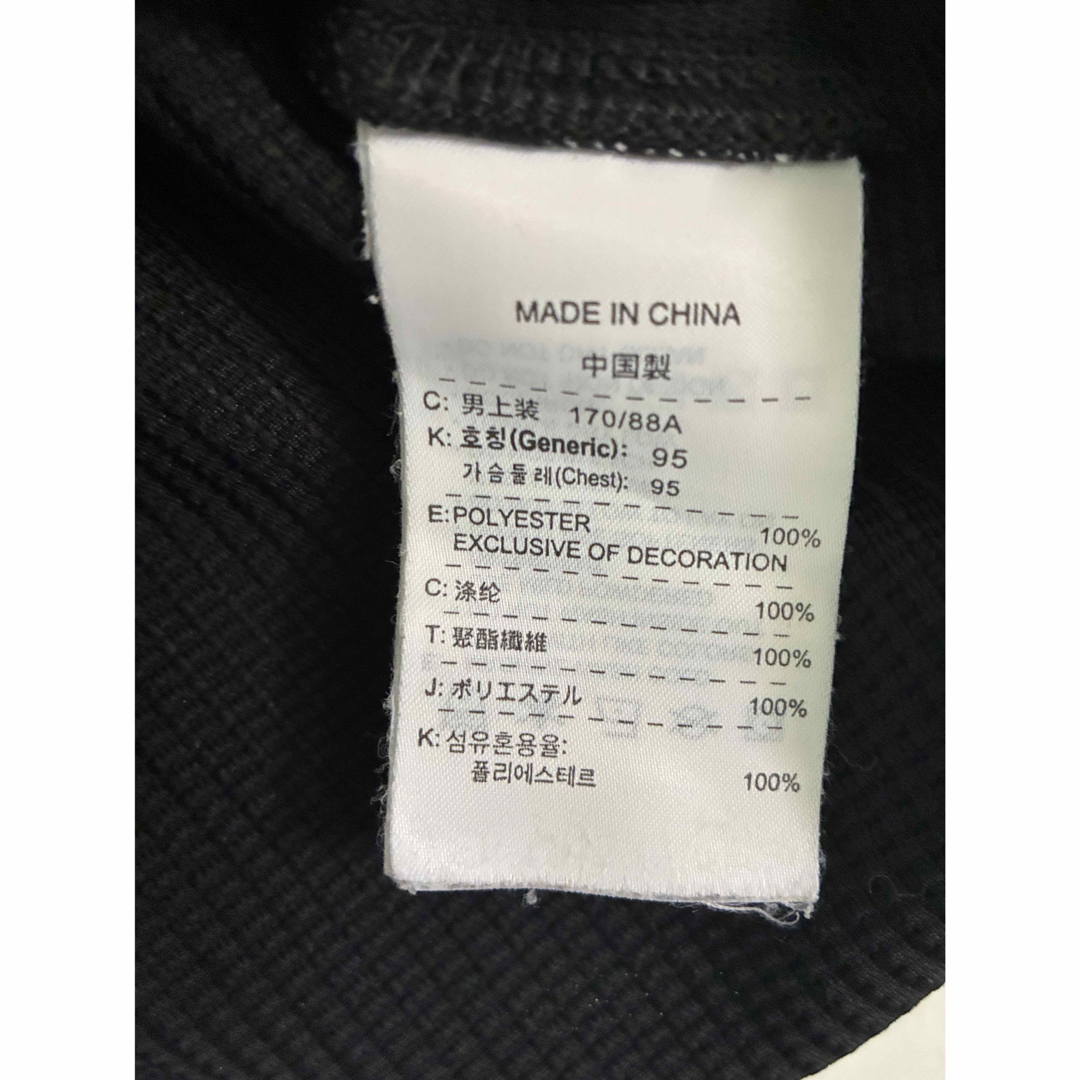 MADE IN CHINA
中国製
C: 男上装 170/88A
K: 호칭(Generic): 95
가슴둘레(Chest): 95
E:POLYESTER 100%
EXCLUSIVE OF DECORATION
C: 涤纶 100%
T: 聚酯纖維 100%
J: ポリエステル 100%
K: 섬유혼용율:
폴리에스테르 100%